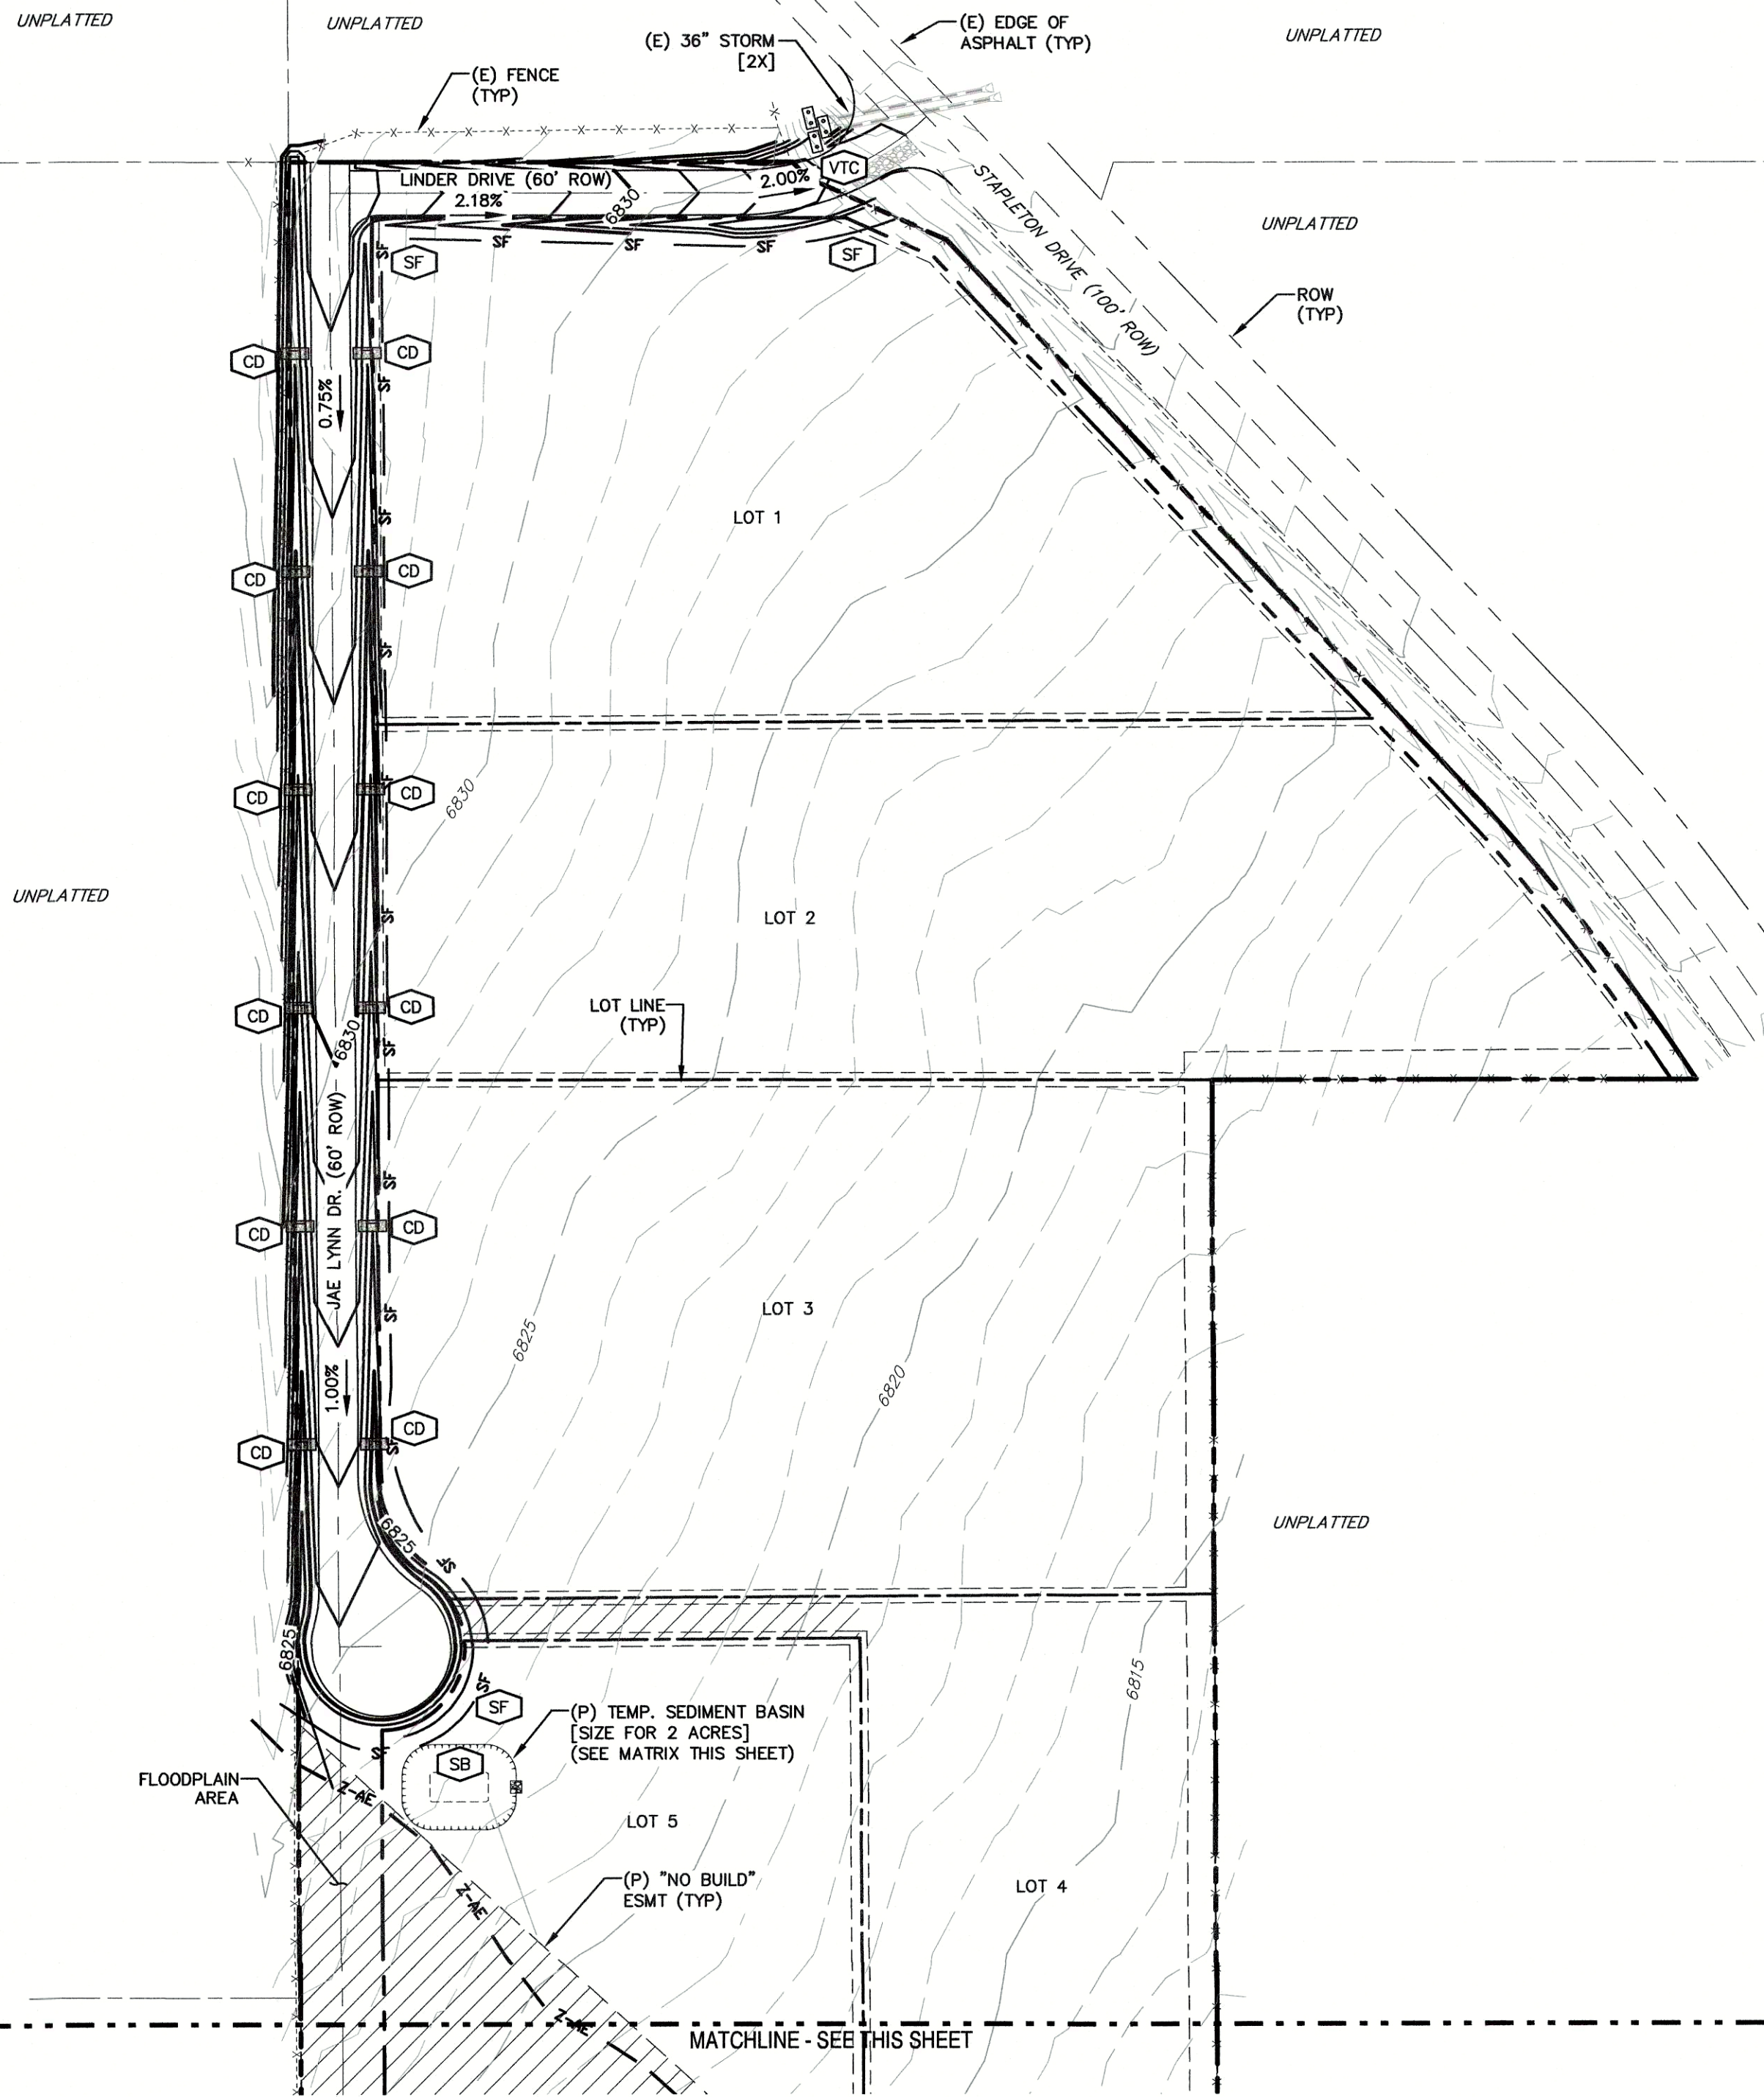 UNPLATTED
UNPLATTED
(E) EDGE OF
ASPHALT (TYP)
UNPLATTED
(E) 36" STORM
[2X]
(E) FENCE
(TYP)
VTC
LINDER DRIVE (60' ROW)
2.00%
2.18%
6830
STAPLETON DRIVE (100' ROW)
UNPLATTED
SF
SF
SF
SF
SF
SF
ROW
(TYP)
CD
CD
SF
0.75%
LOT 1
SF
CD
CD
SF
SF
CD
CD
6830
UNPLATTED
SF
LOT 2
LOT LINE
(TYP)
CD
CD
6830
SF
JAE LYNN DR. (60' ROW)
SF
CD
CD
LOT 3
SF
6825
6820
1.00%
CD
CD
SF
UNPLATTED
6825
SF
6825
6815
SF
SF
(P) TEMP. SEDIMENT BASIN
[SIZE FOR 2 ACRES]
(SEE MATRIX THIS SHEET)
SF
SB
FLOODPLAIN
AREA
Z-AE
LOT 5
(P) "NO BUILD"
ESMT (TYP)
LOT 4
Z-AE
Z-AE
MATCHLINE - SEE THIS SHEET